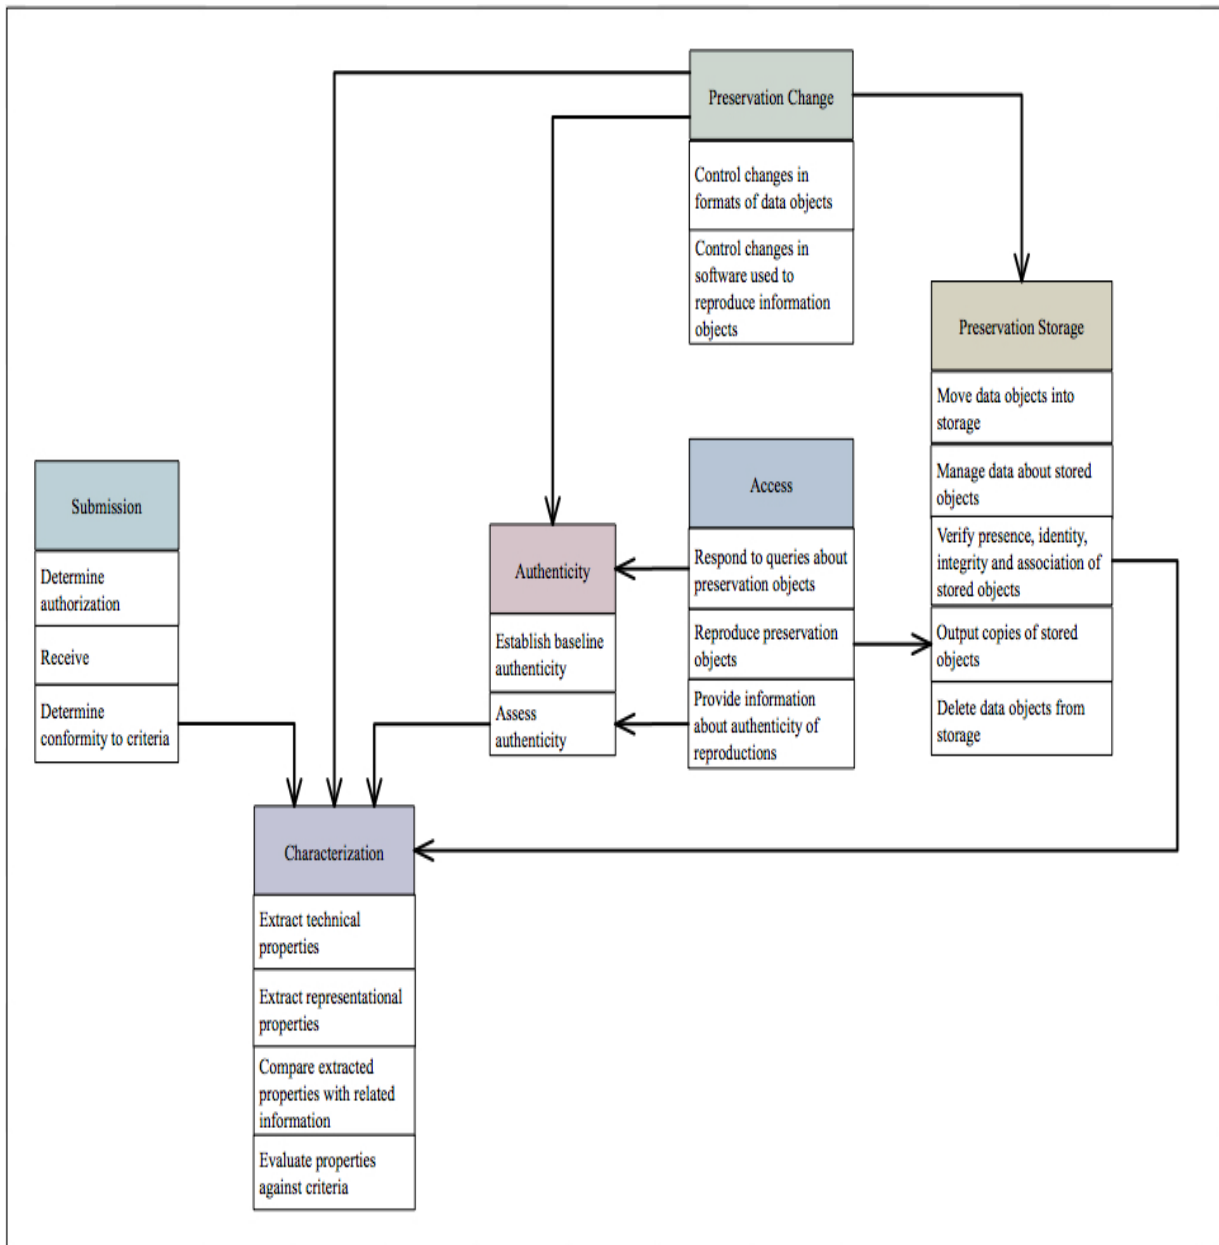 Preservation Change
Control changes in
formats of data objects
Control changes in
software used to
reproduce information
objects
Preservation Storage
Move data objects into
storage
Manage data about stored
objects
Verify presence, identity,
integrity and association of
stored objects
Output copies of stored
objects
Delete data objects from
storage
Access
Respond to queries about
preservation objects
Reproduce preservation
objects
Provide information
about authenticity of
reproductions
Authenticity
Establish baseline
authenticity
Assess
authenticity
Submission
Determine
authorization
Receive
Determine
conformity to criteria
Characterization
Extract technical
properties
Extract representational
properties
Compare extracted
properties with related
information
Evaluate properties
against criteria